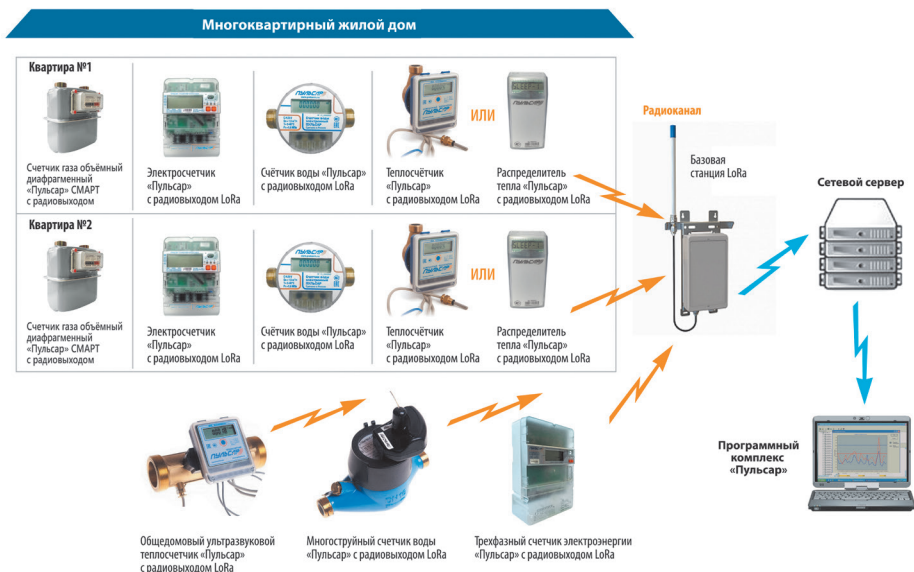 Многоквартирный жилой дом
Квартира №1
ИЛИ
Счетчик газа объёмный
диафрагменный
«Пульсар» СМАРТ
с радиовыходом
Электросчетчик
«Пульсар»
с радиовыходом LoRa
Счётчик воды «Пульсар»
с радиовыходом LoRa
Теплосчётчик
«Пульсар»
с радиовыходом LoRa
Распределитель
тепла «Пульсар»
с радиовыходом LoRa
Квартира №2
ИЛИ
Счетчик газа объёмный
диафрагменный
«Пульсар» СМАРТ
с радиовыходом
Электросчетчик
«Пульсар»
с радиовыходом LoRa
Счётчик воды «Пульсар»
с радиовыходом LoRa
Теплосчётчик
«Пульсар»
с радиовыходом LoRa
Распределитель
тепла «Пульсар»
с радиовыходом LoRa
Радиоканал
Базовая
станция LoRa
Сетевой сервер
Программный
комплекс
«Пульсар»
Общедомовый ультразвуковой
теплосчетчик «Пульсар»
с радиовыходом LoRa
Многоструйный счетчик воды
«Пульсар» с радиовыходом LoRa
Трехфазный счетчик электроэнергии
«Пульсар» с радиовыходом LoRa